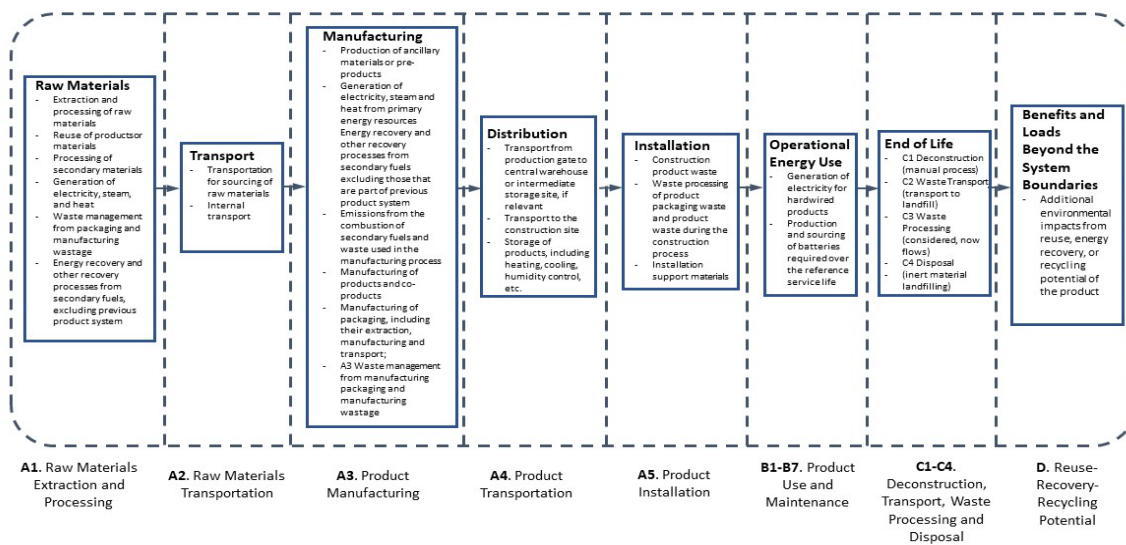 Raw Materials
- Extraction and
processing of raw
materials
- Reuse of productsor
materials
- Processing of
secondary materials
- Generation of
electricity, steam,
and heat
- Waste management
from packaging and
manufacturing
wastage
- Energy recovery and
other recovery
processes from
secondary fuels,
excluding previous
product system
Transport
- Transportation
for sourcing of
raw materials
- Internal
transport
Manufacturing
- Production of ancillary
materials or pre-
products
- Generation of
electricity, steam and
heat from primary
energy resources
Energy recovery and
other recovery
processes from
secondary fuels
excluding those that
are part of previous
product system
- Emissions from the
combustion of
secondary fuels and
waste used in the
manufacturing process
- Manufacturing of
products and co-
products
- Manufacturing of
packaging, including
their extraction,
manufacturing and
transport;
- A3 Waste management
from manufacturing
packaging and
manufacturing
wastage
Distribution
- Transport from
production gate to
central warehouse
or intermediate
storage site, if
relevant
- Transport to the
construction site
- Storage of
products, including
heating, cooling,
humidity control,
etc.
Installation
- Construction
product waste
- Waste processing
of product
packaging waste
and product
waste during the
construction
process
- Installation
support materials
Operational
Energy Use
- Generation of
electricity for
hardwired
products
- Production
and sourcing
of batteries
required over
the reference
service life
End of Life
- C1 Deconstruction
(manual process)
- C2 Waste Transport
(transport to
landfill)
- C3 Waste
Processing
(considered, now
flows)
- C4 Disposal
- (inert material
landfilling)
Benefits and
Loads
Beyond the
System
Boundaries
- Additional
environmental
impacts from
reuse, energy
recovery, or
recycling
potential of
the product
A1. Raw Materials
Extraction and
Processing
A2. Raw Materials
Transportation
A3. Product
Manufacturing
A4. Product
Transportation
A5. Product
Installation
B1-B7. Product
Use and
Maintenance
C1-C4.
Deconstruction,
Transport, Waste
Processing and
Disposal
D. Reuse-
Recovery-
Recycling
Potential